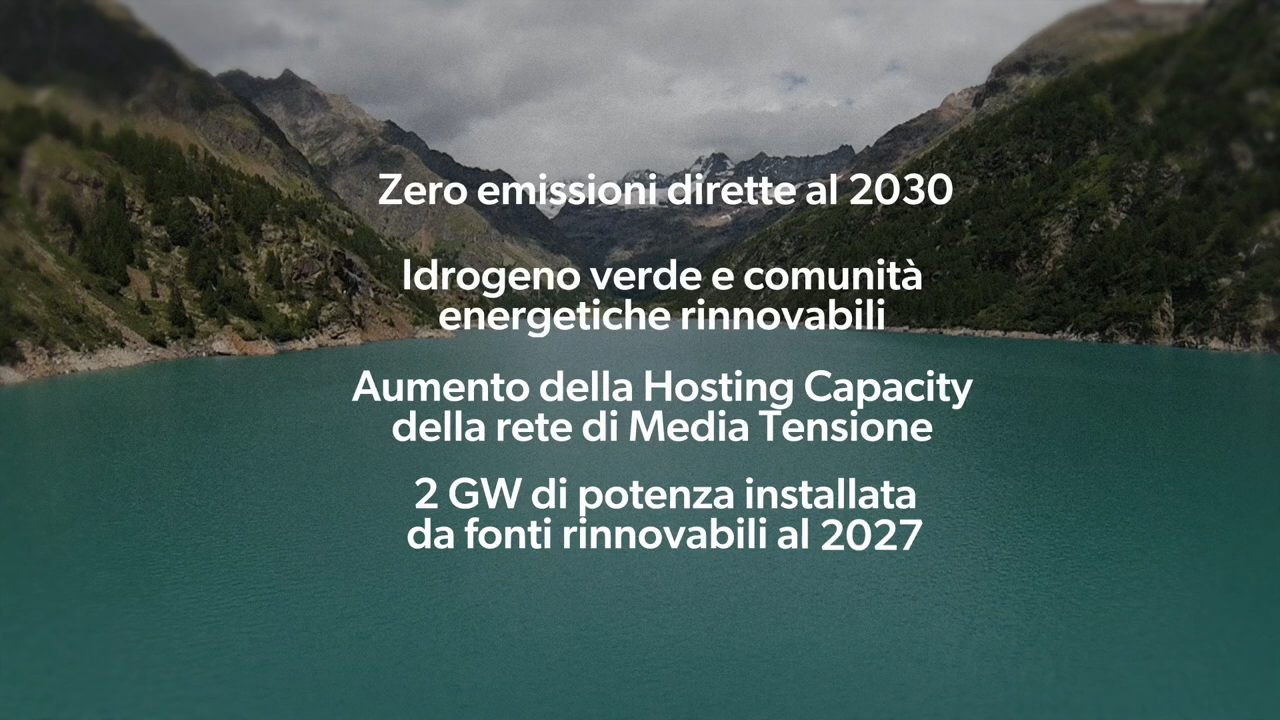 Zero emissioni dirette al 2030
Idrogeno verde e comunità
energetiche rinnovabili
Aumento della Hosting Capacity
della rete di Media Tensione
2 GW di potenza installata
da fonti rinnovabili al 2027